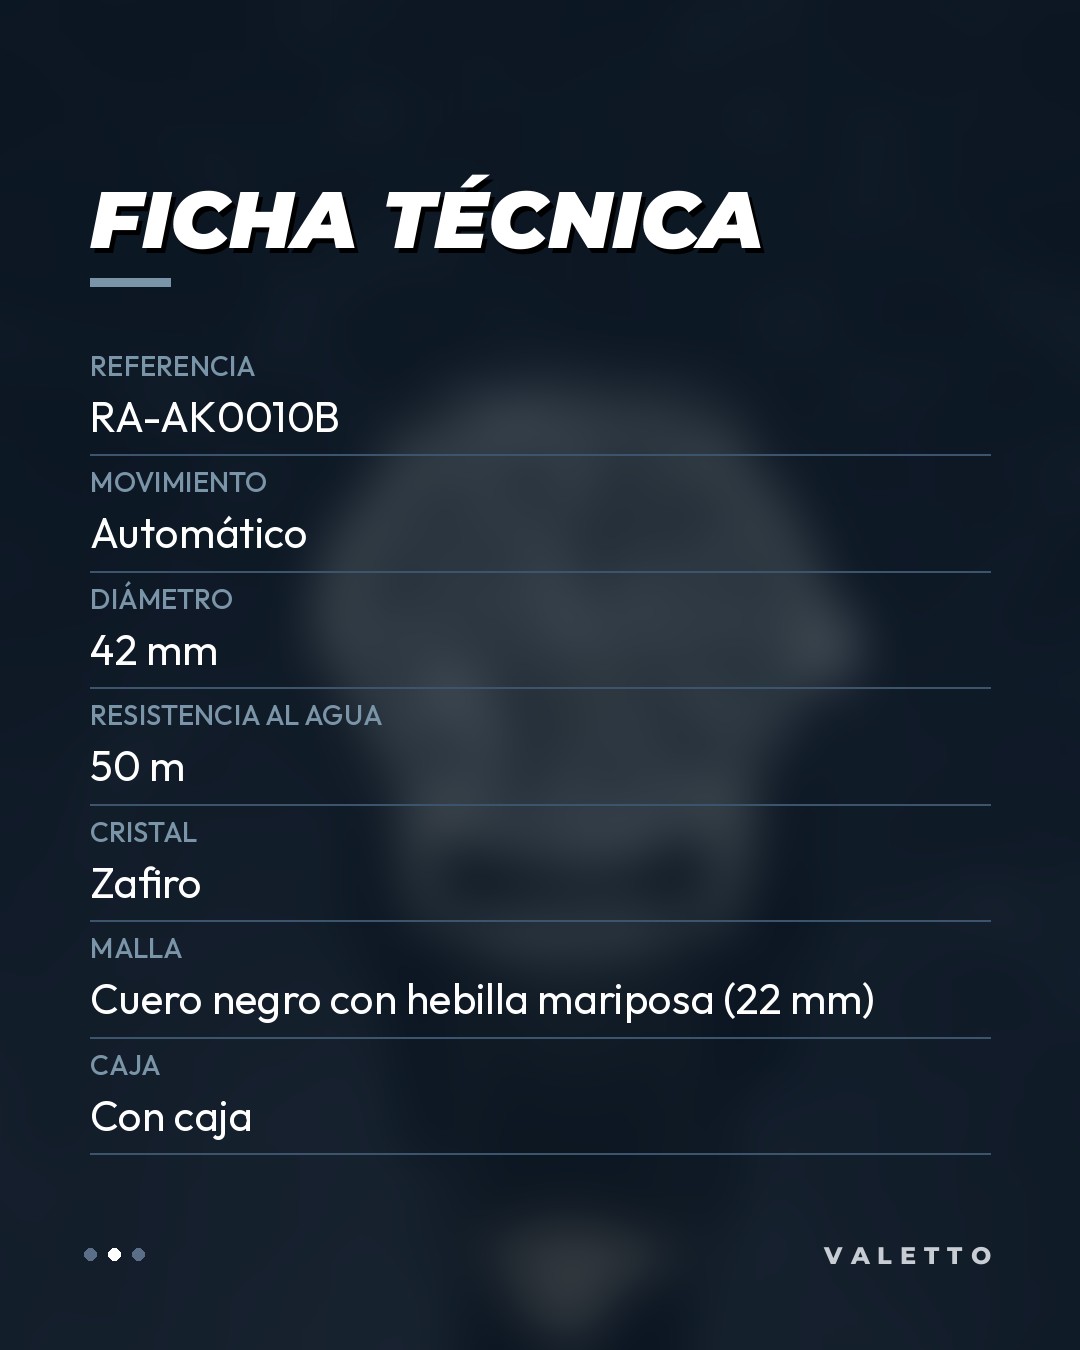 FICHA TÉCNICA
REFERENCIA
RA-AK0010B
MOVIMIENTO
Automático
DIÁMETRO
42 mm
RESISTENCIA AL AGUA
50 m
CRISTAL
Zafiro
MALLA
Cuero negro con hebilla mariposa (22 mm)
CAJA
Con caja
VALETTO